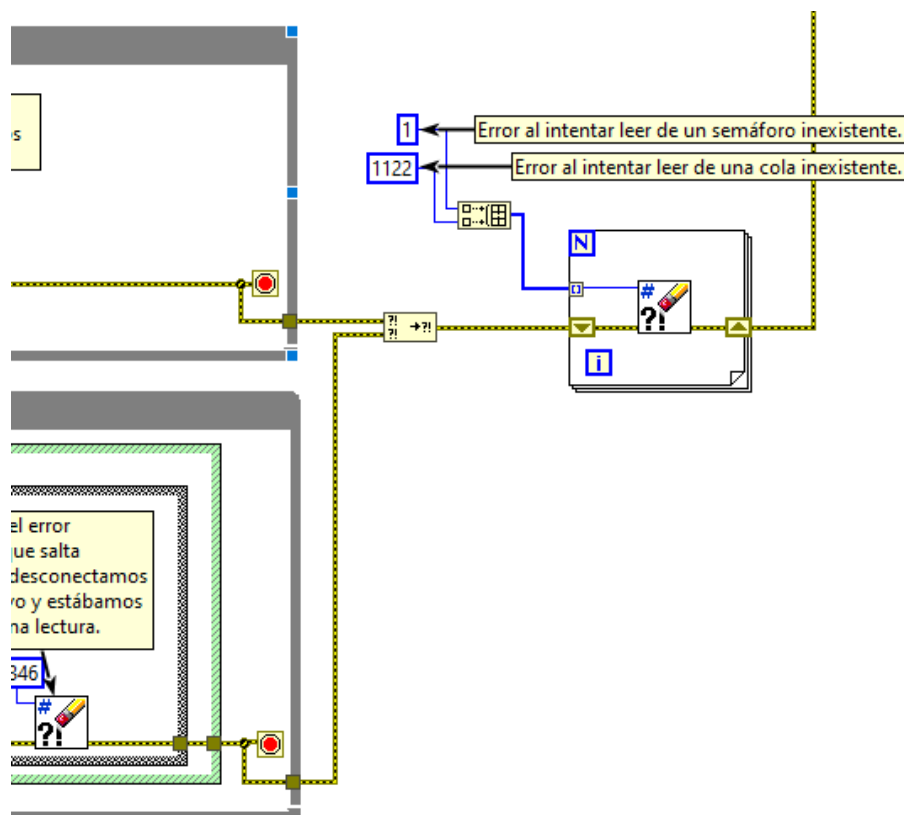 os
1
Error al intentar leer de un semáforo inexistente.
1122
Error al intentar leer de una cola inexistente.
N
#
?!
?!
?!
→?!
i
el error
que salta
desconectamos
vo y estábamos
na lectura.
346
#
?!